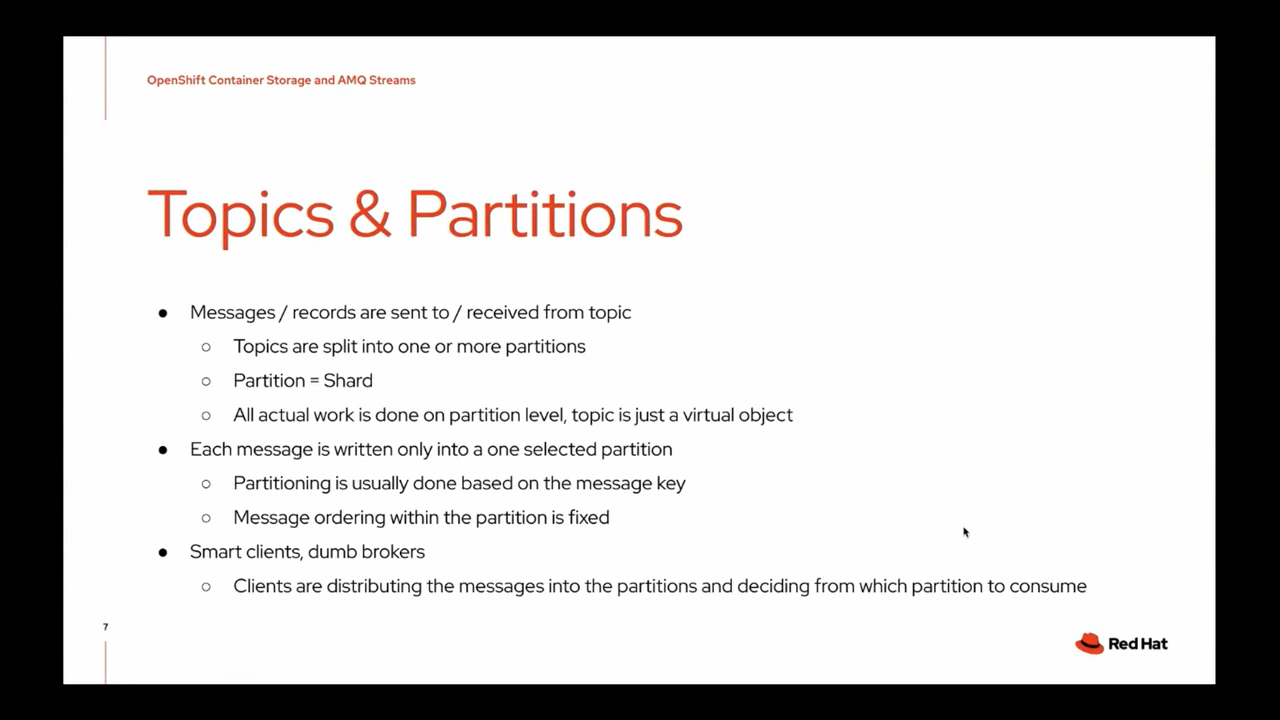 OpenShift Container Storage and AMQ Streams
Topics & Partitions
● Messages / records are sent to / received from topic
○ Topics are split into one or more partitions
○ Partition = Shard
○ All actual work is done on partition level, topic is just a virtual object
● Each message is written only into a one selected partition
○ Partitioning is usually done based on the message key
○ Message ordering within the partition is fixed
● Smart clients, dumb brokers
○ Clients are distributing the messages into the partitions and deciding from which partition to consume
7
Red Hat